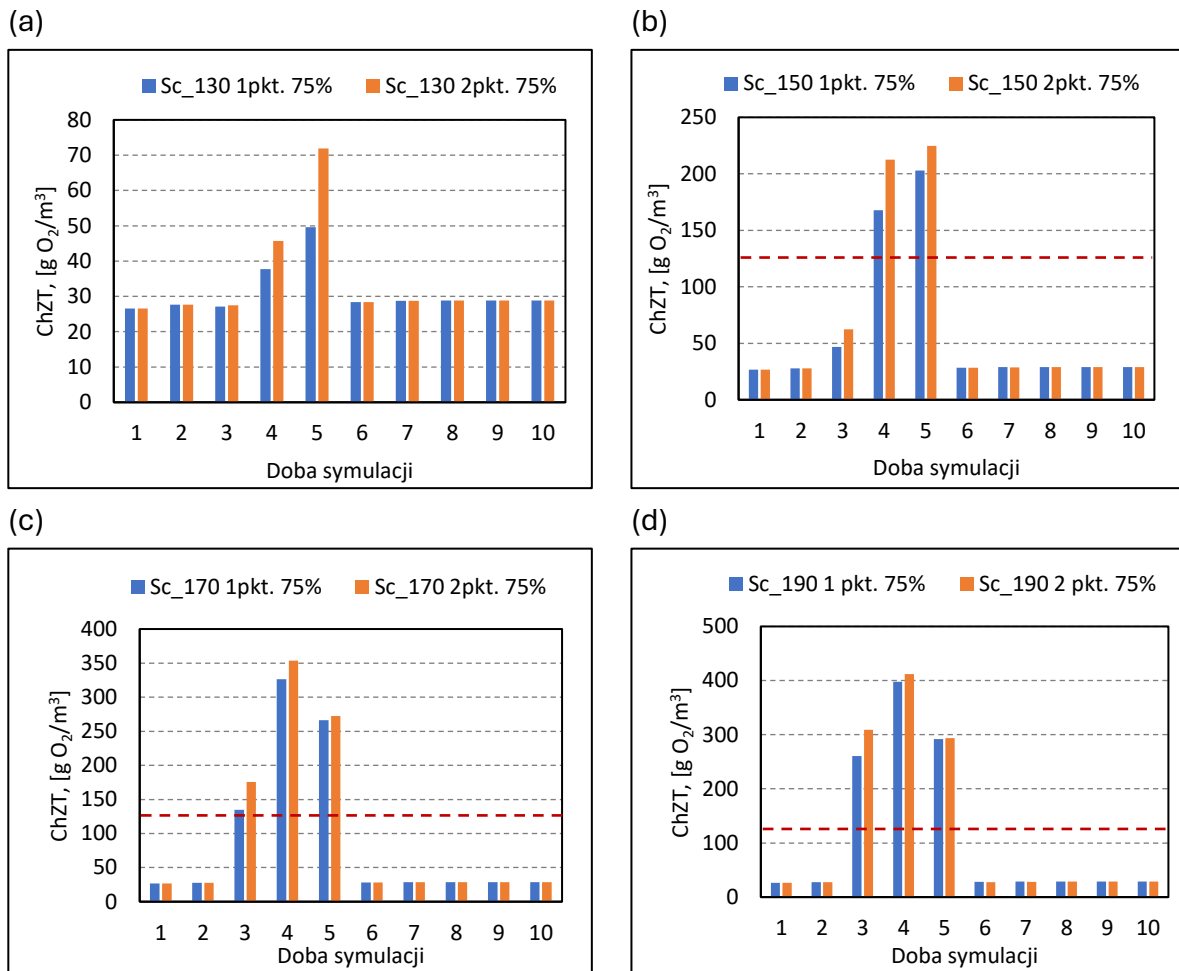 (a)
Sc_130 1pkt. 75% Sc_130 2pkt. 75%
80
70
60
50
40
30
20
10
0
ChZT, [g O₂/m³]
1 2 3 4 5 6 7 8 9 10
Doba symulacji
(b)
Sc_150 1pkt. 75% Sc_150 2pkt. 75%
250
200
150
100
50
0
ChZT, [g O₂/m³]
1 2 3 4 5 6 7 8 9 10
Doba symulacji
(c)
Sc_170 1pkt. 75% Sc_170 2pkt. 75%
400
350
300
250
200
150
100
50
0
ChZT, [g O₂/m³]
1 2 3 4 5 6 7 8 9 10
Doba symulacji
(d)
Sc_190 1 pkt. 75% Sc_190 2 pkt. 75%
500
400
300
200
100
0
ChZT, [g O₂/m³]
1 2 3 4 5 6 7 8 9 10
Doba symulacji